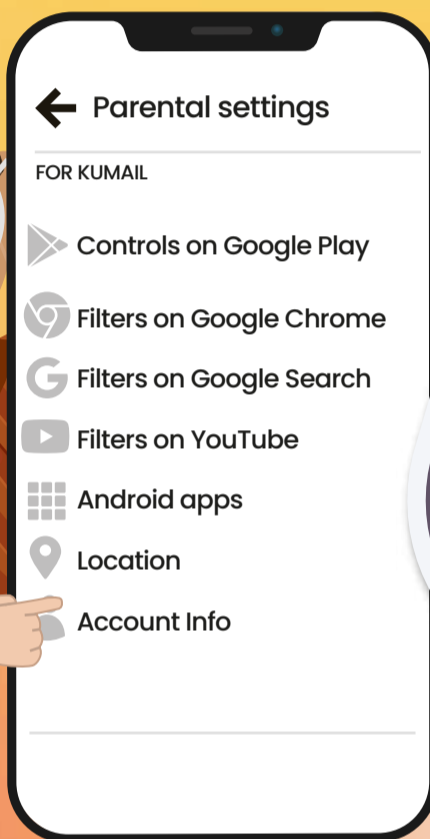 Parental settings
FOR KUMAIL
Controls on Google Play
Filters on Google Chrome
Filters on Google Search
Filters on YouTube
Android apps
Location
Account Info